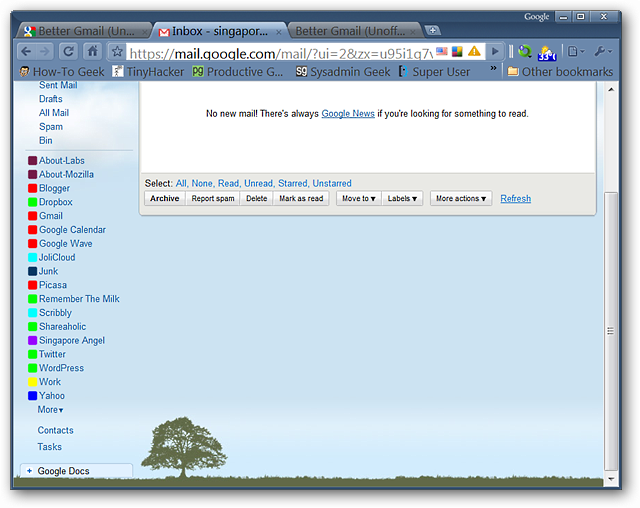 Google
Better Gmail (Un...
Inbox - singapor...
Better Gmail (Unoff...
https://mail.google.com/mail/?ui=2&zx=u95i1q7v
33°
How-To Geek
TinyHacker
Productive G...
Sysadmin Geek
Super User
»
Other bookmarks
Sent Mail
Drafts
All Mail
Spam
Bin
About-Labs
About-Mozilla
Blogger
Dropbox
Gmail
Google Calendar
Google Wave
JoliCloud
Junk
Picasa
Remember The Milk
Scribbly
Shareaholic
Singapore Angel
Twitter
WordPress
Work
Yahoo
More▾
Contacts
Tasks
+ Google Docs
No new mail! There's always Google News if you're looking for something to read.
Select: All, None, Read, Unread, Starred, Unstarred
Archive Report spam Delete Mark as read Move to ▾ Labels ▾ More actions ▾ Refresh